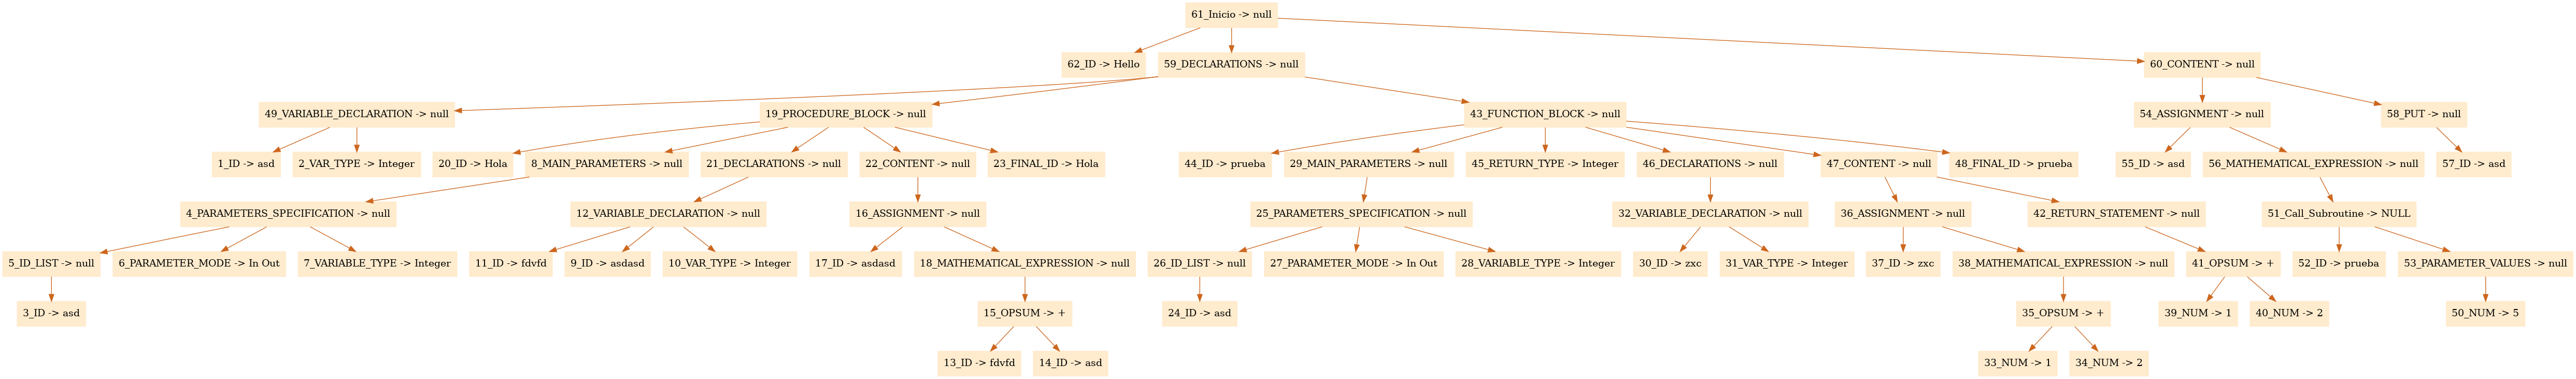 61_Inicio -> null
62_ID -> Hello
59_DECLARATIONS -> null
60_CONTENT -> null
49_VARIABLE_DECLARATION -> null
19_PROCEDURE_BLOCK -> null
43_FUNCTION_BLOCK -> null
54_ASSIGNMENT -> null
58_PUT -> null
1_ID -> asd
2_VAR_TYPE -> Integer
20_ID -> Hola
8_MAIN_PARAMETERS -> null
21_DECLARATIONS -> null
22_CONTENT -> null
23_FINAL_ID -> Hola
44_ID -> prueba
29_MAIN_PARAMETERS -> null
45_RETURN_TYPE -> Integer
46_DECLARATIONS -> null
47_CONTENT -> null
48_FINAL_ID -> prueba
55_ID -> asd
56_MATHEMATICAL_EXPRESSION -> null
57_ID -> asd
4_PARAMETERS_SPECIFICATION -> null
12_VARIABLE_DECLARATION -> null
16_ASSIGNMENT -> null
25_PARAMETERS_SPECIFICATION -> null
32_VARIABLE_DECLARATION -> null
36_ASSIGNMENT -> null
42_RETURN_STATEMENT -> null
51_Call_Subroutine -> NULL
5_ID_LIST -> null
6_PARAMETER_MODE -> In Out
7_VARIABLE_TYPE -> Integer
11_ID -> fdvfd
9_ID -> asdasd
10_VAR_TYPE -> Integer
17_ID -> asdasd
18_MATHEMATICAL_EXPRESSION -> null
26_ID_LIST -> null
27_PARAMETER_MODE -> In Out
28_VARIABLE_TYPE -> Integer
30_ID -> zxc
31_VAR_TYPE -> Integer
37_ID -> zxc
38_MATHEMATICAL_EXPRESSION -> null
41_OPSUM -> +
52_ID -> prueba
53_PARAMETER_VALUES -> null
3_ID -> asd
15_OPSUM -> +
24_ID -> asd
35_OPSUM -> +
39_NUM -> 1
40_NUM -> 2
50_NUM -> 5
13_ID -> fdvfd
14_ID -> asd
33_NUM -> 1
34_NUM -> 2